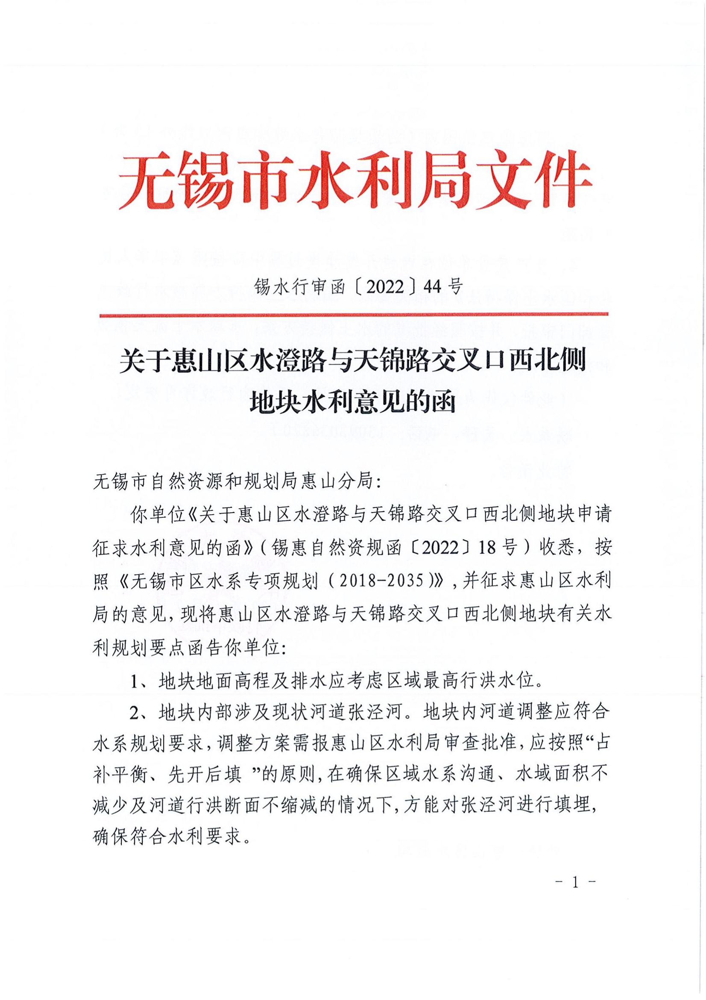 无锡市水利局文件
锡水行审函〔2022〕44号
关于惠山区水澄路与天锦路交叉口西北侧
地块水利意见的函
无锡市自然资源和规划局惠山分局：
你单位《关于惠山区水澄路与天锦路交叉口西北侧地块申请
征求水利意见的函》（锡惠自然资规函〔2022〕18号）收悉，按
照《无锡市区水系专项规划（2018-2035）》,并征求惠山区水利
局的意见,现将惠山区水澄路与天锦路交叉口西北侧地块有关水
利规划要点函告你单位:
1、地块地面高程及排水应考虑区域最高行洪水位。
2、地块内部涉及现状河道张泾河。地块内河道调整应符合
水系规划要求,调整方案需报惠山区水利局审查批准,应按照“占
补平衡、先开后填 ”的原则,在确保区域水系沟通、水域面积不
减少及河道行洪断面不缩减的情况下,方能对张泾河进行填埋,
确保符合水利要求。
- 1 -